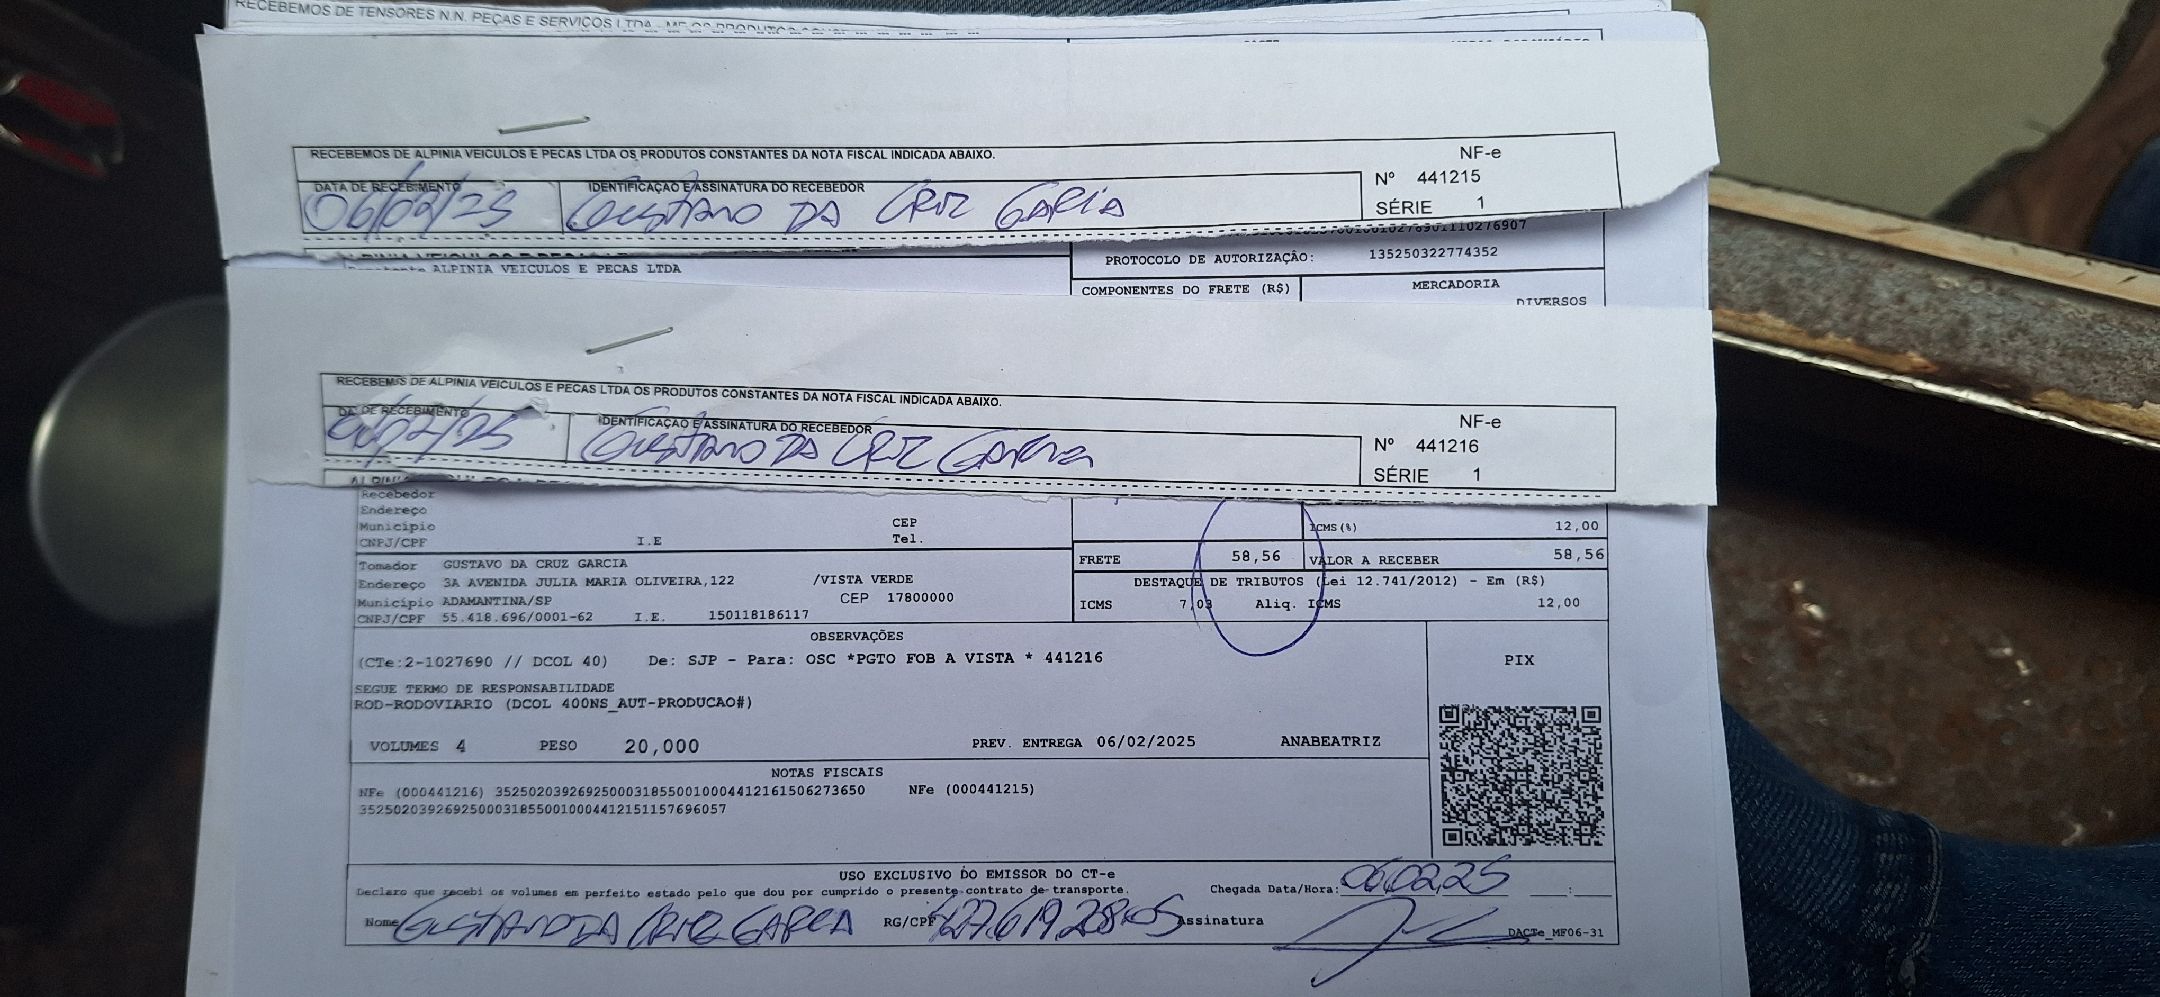 RECEBEMOS DE TENSORES N.N. PEÇAS E SERVIÇOS LTDA
RECEBEMOS DE ALPINIA VEICULOS E PECAS LTDA OS PRODUTOS CONSTANTES DA NOTA FISCAL INDICADA ABAIXO.
NF-e
DATA DE RECEBIMENTO
IDENTIFICAÇÃO E ASSINATURA DO RECEBEDOR
Nº 441215
06/02/25 GUSTAVO DA CRUZ GARCIA
SÉRIE 1
PROTOCOLO DE AUTORIZAÇÃO: 135250322774352
ALPINIA VEICULOS E PECAS LTDA
COMPONENTES DO FRETE (R$) MERCADORIA
DIVERSOS
RECEBEMOS DE ALPINIA VEICULOS E PECAS LTDA OS PRODUTOS CONSTANTES DA NOTA FISCAL INDICADA ABAIXO.
NF-e
DE RECEBIMENTO
IDENTIFICAÇÃO E ASSINATURA DO RECEBEDOR
Nº 441216
GUSTAVO DA CRUZ GARCIA
SÉRIE 1
Recebedor
Endereço
Município CEP
CNPJ/CPF I.E Tel.
ICMS(%) 12,00
FRETE 58,56 VALOR A RECEBER 58,56
Tomador GUSTAVO DA CRUZ GARCIA
Endereço 3A AVENIDA JULIA MARIA OLIVEIRA,122 /VISTA VERDE
Município ADAMANTINA/SP CEP 17800000
CNPJ/CPF 55.418.696/0001-62 I.E. 150118186117
DESTAQUE DE TRIBUTOS (Lei 12.741/2012) - Em (R$)
ICMS 7,03 Aliq. ICMS 12,00
OBSERVAÇÕES
(CTe:2-1027690 // DCOL 40) De: SJP - Para: OSC *PGTO FOB A VISTA * 441216
SEGUE TERMO DE RESPONSABILIDADE
ROD-RODOVIARIO (DCOL 400NS_AUT-PRODUCAO#)
PIX
VOLUMES 4 PESO 20,000 PREV. ENTREGA 06/02/2025 ANABEATRIZ
NOTAS FISCAIS
NFe (000441216) 35250203926925000318550010004412161506273650 NFe (000441215)
35250203926925000318550010004412151157696057
USO EXCLUSIVO DO EMISSOR DO CT-e
Declaro que recebi os volumes em perfeito estado pelo que dou por cumprido o presente contrato de transporte. Chegada Data/Hora: 06,02,25 __:__
Nome GUSTAVO DA CRUZ GARCIA RG/CPF Assinatura
DACTe_MF06-31